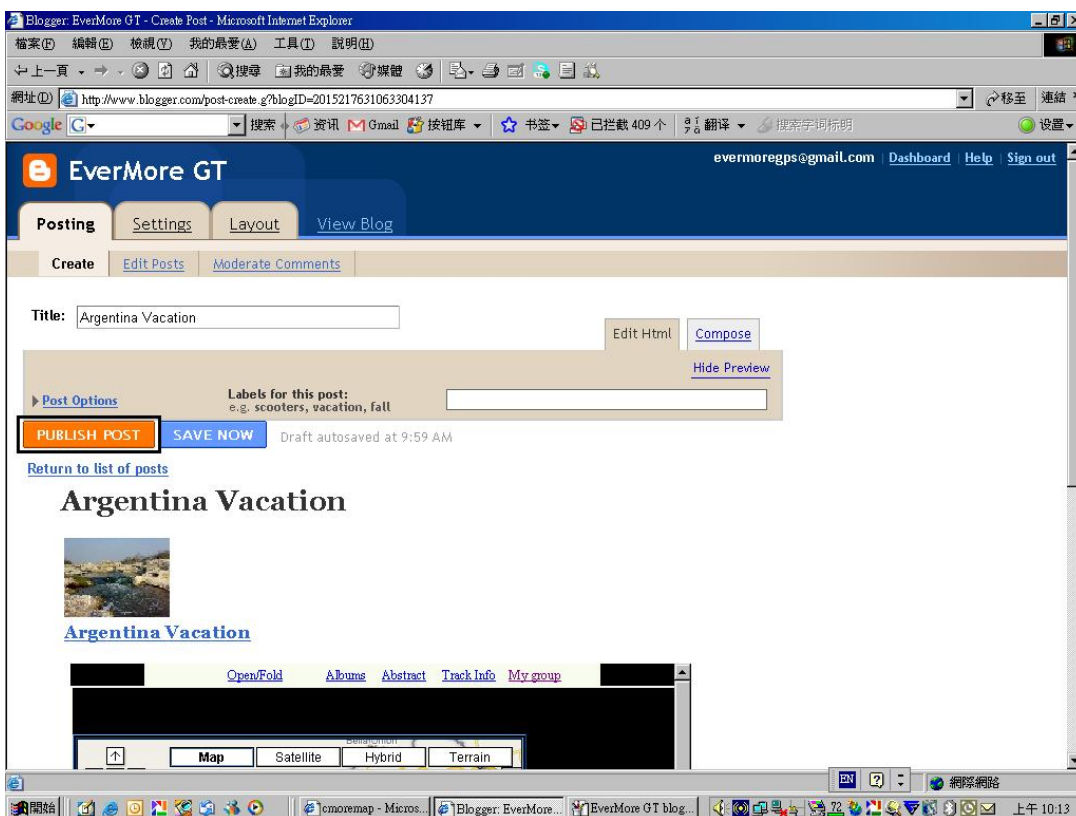 Blogger: EverMore GT - Create Post - Microsoft Internet Explorer
檔案(F) 編輯(E) 檢視(V) 我的最愛(A) 工具(T) 說明(H)
上一頁 搜尋 我的最愛 媒體
網址(D) http://www.blogger.com/post-create.g?blogID=2015217631063304137 移至 連結
Google G 搜索 资讯 Gmail 按钮库 书签 已拦截 409 个 翻译 搜索字词标明 设置
EverMore GT
evermoregps@gmail.com | Dashboard | Help | Sign out
Posting Settings Layout View Blog
Create Edit Posts Moderate Comments
Title: Argentina Vacation
Edit Html Compose
Hide Preview
Post Options
Labels for this post:
e.g. scooters, vacation, fall
PUBLISH POST SAVE NOW Draft autosaved at 9:59 AM
Return to list of posts
Argentina Vacation
Argentina Vacation
Open/Fold Albums Abstract Track Info My group
Map Satellite Hybrid Terrain
EN 網際網路
開始 cmoremap - Micros... Blogger: EverMore... EverMore GT blog... 72 上午 10:13